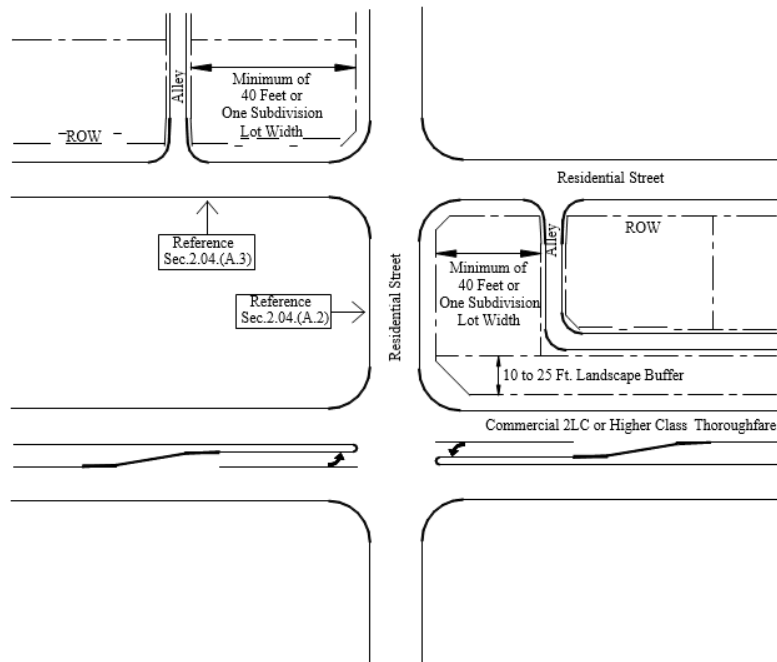 Alley
Minimum of
40 Feet or
One Subdivision
Lot Width
ROW
Residential Street
Reference
Sec.2.04.(A.3)
Alley
ROW
Minimum of
40 Feet or
One Subdivision
Lot Width
Reference
Sec.2.04.(A.2)
Residential Street
10 to 25 Ft. Landscape Buffer
Commercial 2LC or Higher Class Thoroughfare